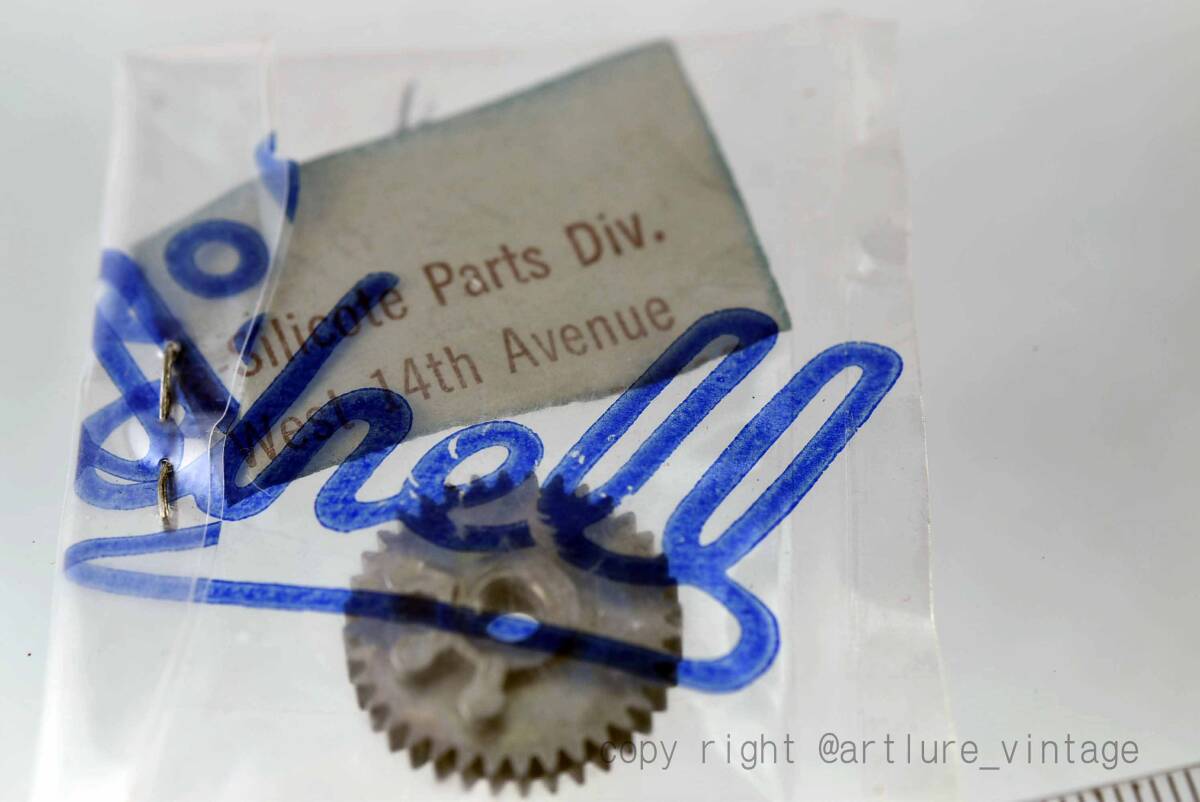 -Silicote Parts Div.
West 14th Avenue
Shell
copy right @artlure_vintage